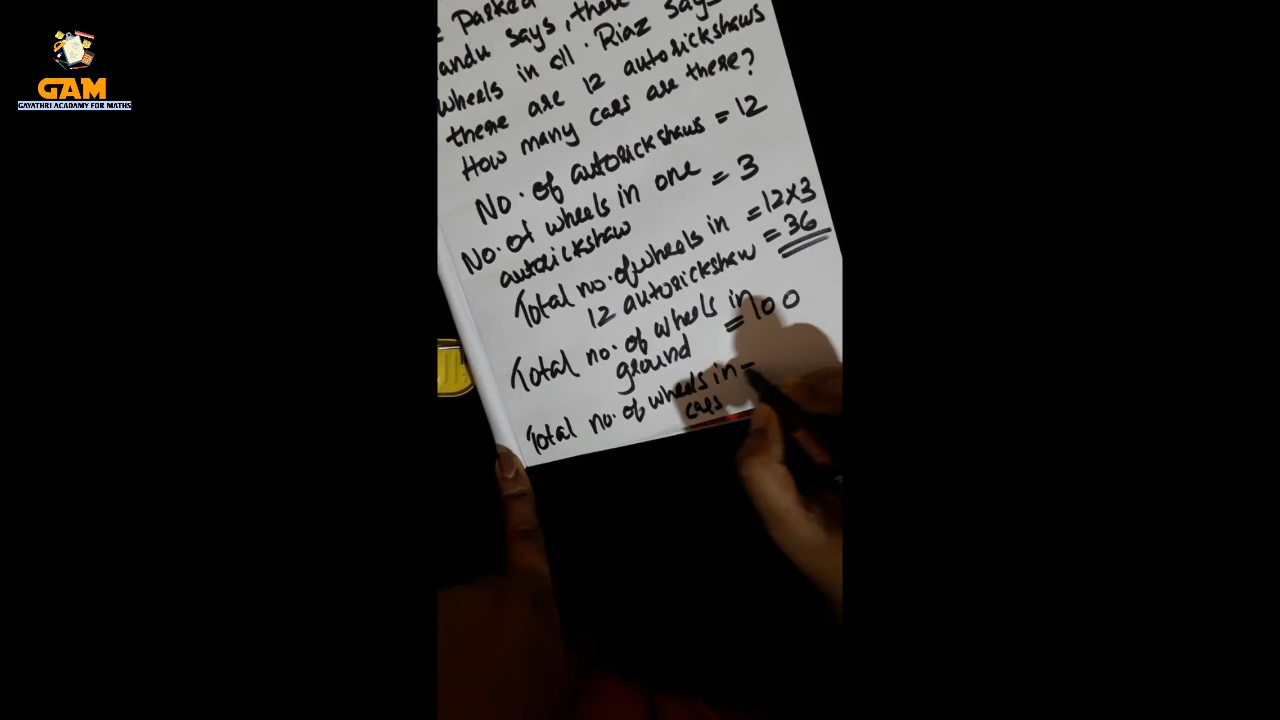 GAM
GAYATHRI ACADAMY FOR MATHS
Parked
says, there
wheels in all. Riaz says
there are 12 autorickshaws
How many cars are there?
No. of autorickshaws = 12
No. of wheels in one = 3
autorickshaw
Total no. of wheels in = 12x3
12 autorickshaw = 36
Total no. of wheels in = 100
ground
Total no. of wheels in =
cars